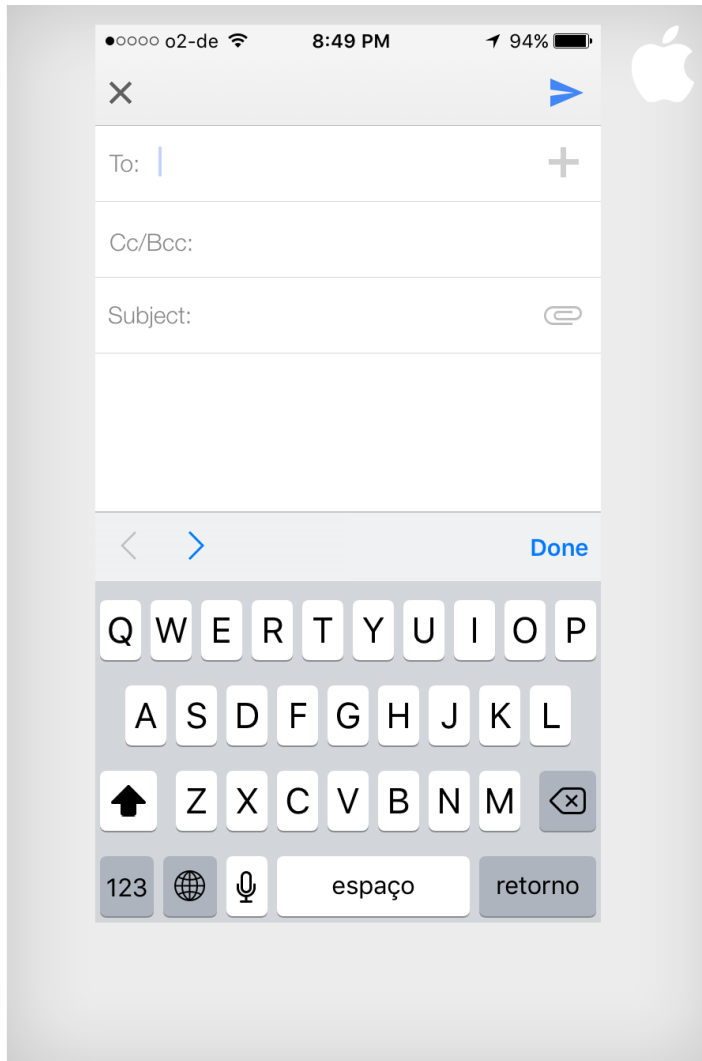 o2-de 8:49 PM 94%
To:
Cc/Bcc:
Subject:
Done
Q W E R T Y U I O P
A S D F G H J K L
Z X C V B N M
123 espaço retorno